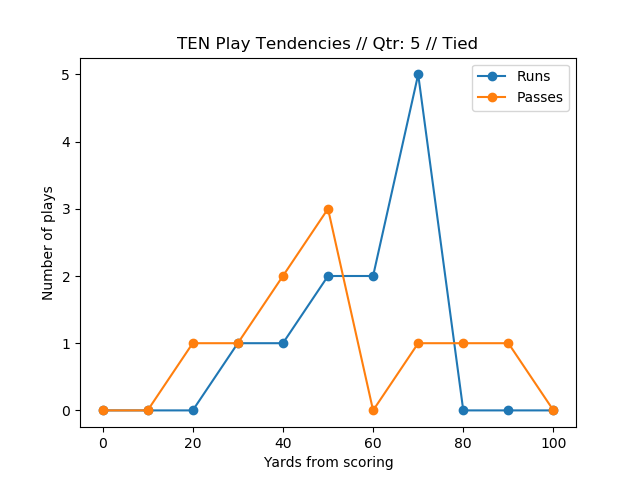 TEN Play Tendencies // Qtr: 5 // Tied
Runs
Passes
Number of plays
5
4
3
2
1
0
0 20 40 60 80 100
Yards from scoring